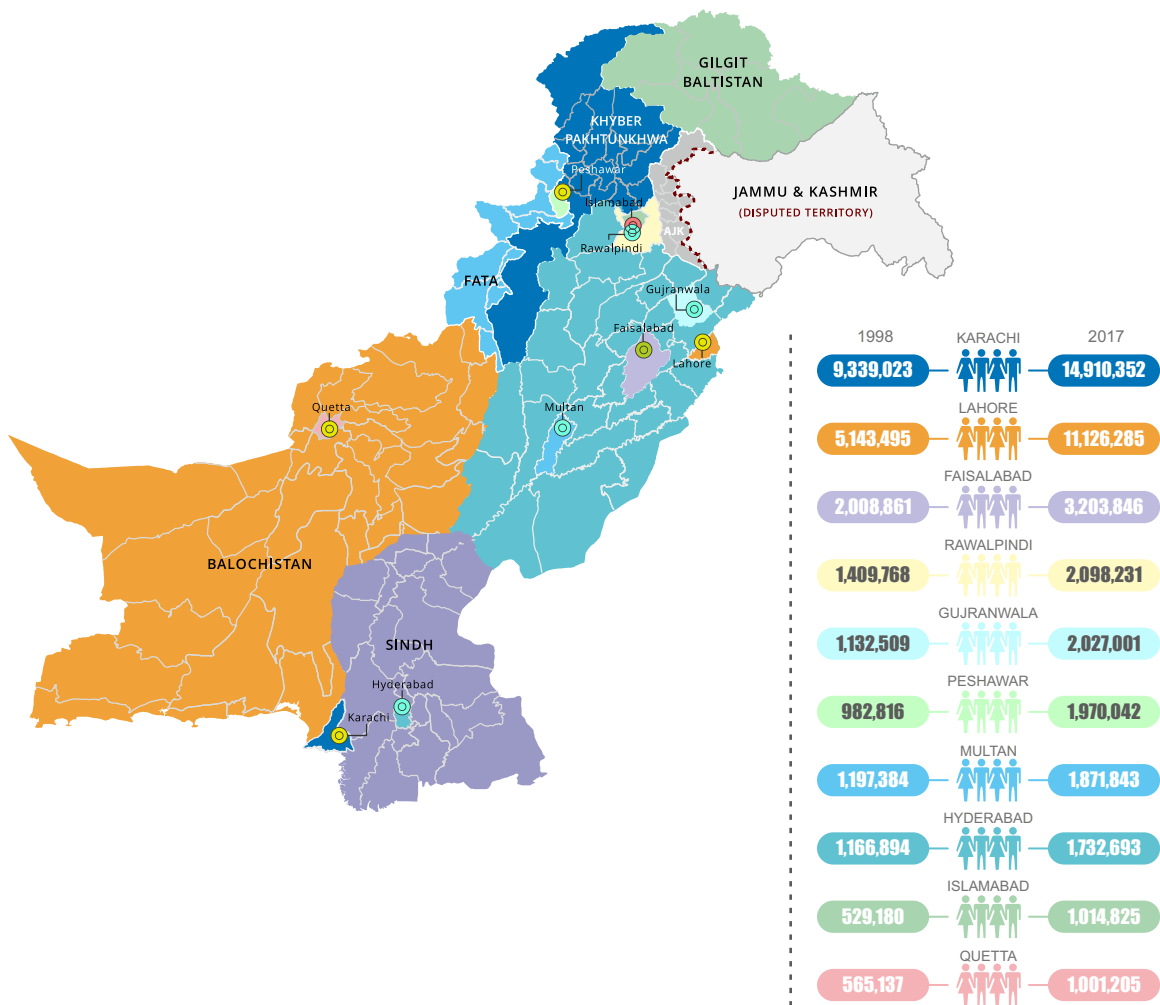 GILGIT
BALTISTAN
KHYBER
PAKHTUNKHWA
Peshawar
JAMMU & KASHMIR
(DISPUTED TERRITORY)
Islamabad
AJK
Rawalpindi
FATA
Gujranwala
Faisalabad
Lahore
Quetta
Multan
BALOCHISTAN
SINDH
Hyderabad
Karachi
1998 KARACHI 2017
9,339,023 14,910,352
LAHORE
5,143,495 11,126,285
FAISALABAD
2,008,861 3,203,846
RAWALPINDI
1,409,768 2,098,231
GUJRANWALA
1,132,509 2,027,001
PESHAWAR
982,816 1,970,042
MULTAN
1,197,384 1,871,843
HYDERABAD
1,166,894 1,732,693
ISLAMABAD
529,180 1,014,825
QUETTA
565,137 1,001,205